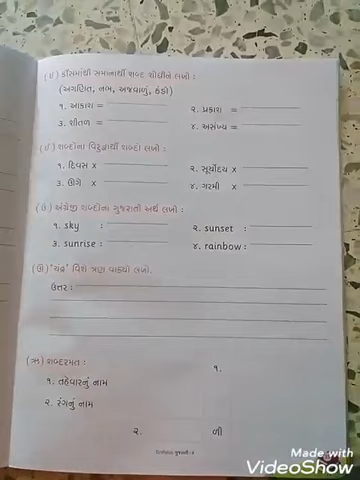 (ઇ) કૌંસમાંથી સમાનાર્થી શબ્દ શોધીને લખો :
(અગણિત, નભ, અજવાળું, ઠંડો)
૧. આકાશ =
૨. પ્રકાશ =
૩. શીતળ =
૪. અસંખ્ય =
(ઈ) શબ્દોના વિરુદ્ધાર્થી શબ્દો લખો :
૧. દિવસ x
૨. સૂર્યોદય x
૩. ઊગે x
૪. ગરમી x
(ઉ) અંગ્રેજી શબ્દોના ગુજરાતી અર્થ લખો :
૧. sky :
૨. sunset :
૩. sunrise :
૪. rainbow :
(ઊ) 'ચંદ્ર' વિશે ત્રણ વાક્યો લખો.
ઉત્તર :
(ઋ) શબ્દરમત :
૧.
૧. તહેવારનું નામ
૨. રંગનું નામ
૨. ળી
ગુજરાતી-
Made with
VideoShow